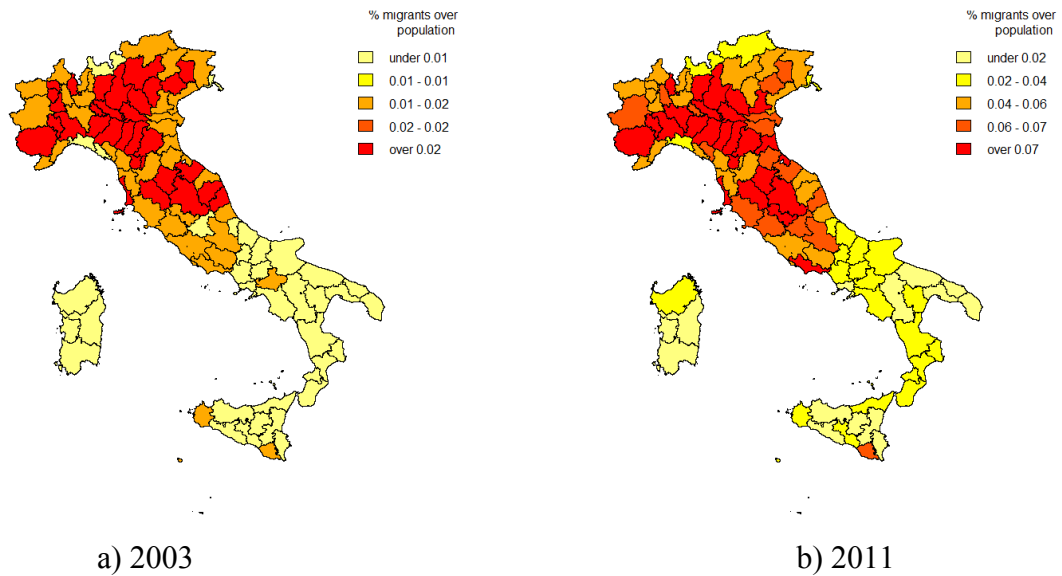 % migrants over
population
under 0.01
0.01 - 0.01
0.01 - 0.02
0.02 - 0.02
over 0.02
% migrants over
population
under 0.02
0.02 - 0.04
0.04 - 0.06
0.06 - 0.07
over 0.07
a) 2003
b) 2011